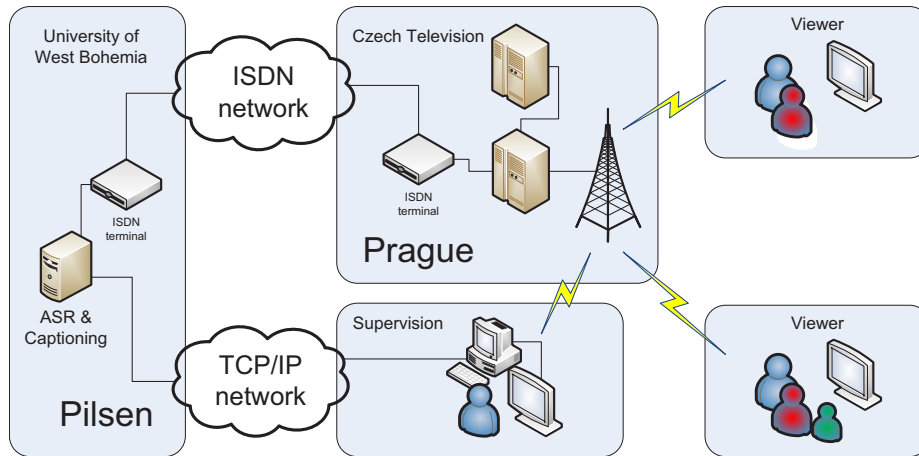 University of
West Bohemia
ISDN
terminal
ASR &
Captioning
Pilsen
ISDN
network
TCP/IP
network
Czech Television
ISDN
terminal
Prague
Supervision
Viewer
Viewer